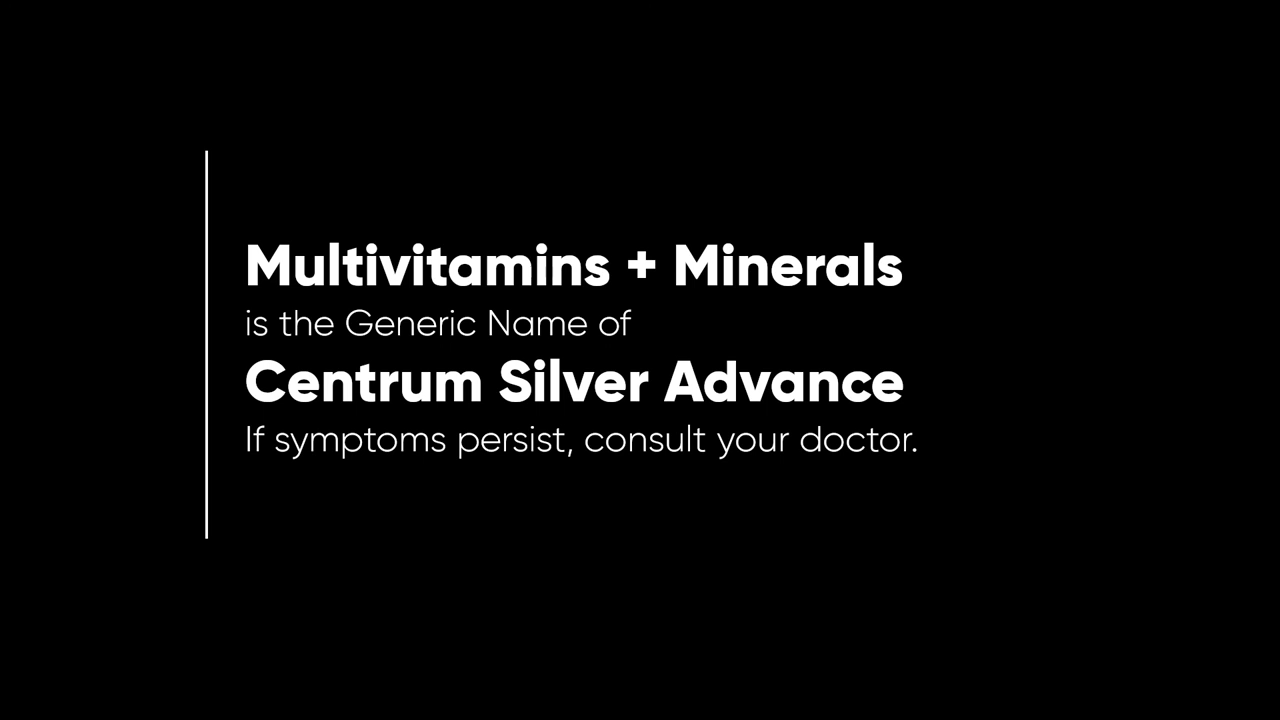 Multivitamins + Minerals
is the Generic Name of
Centrum Silver Advance
If symptoms persist, consult your doctor.